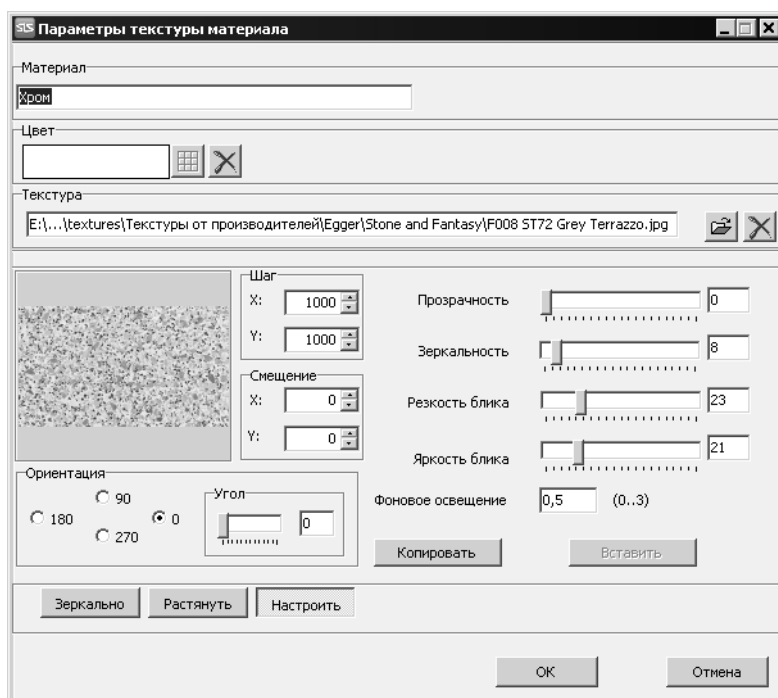 sts Параметры текстуры материала
Материал
Хром
Цвет
Текстура
E:\...\textures\Текстуры от производителей\Egger\Stone and Fantasy\F008 ST72 Grey Terrazzo.jpg
Шаг
X: 1000
Y: 1000
Смещение
X: 0
Y: 0
Прозрачность 0
Зеркальность 8
Резкость блика 23
Яркость блика 21
Фоновое освещение 0,5 (0..3)
Ориентация
90
180
0
270
Угол
0
Копировать Вставить
Зеркально Растянуть Настроить
OK Отмена